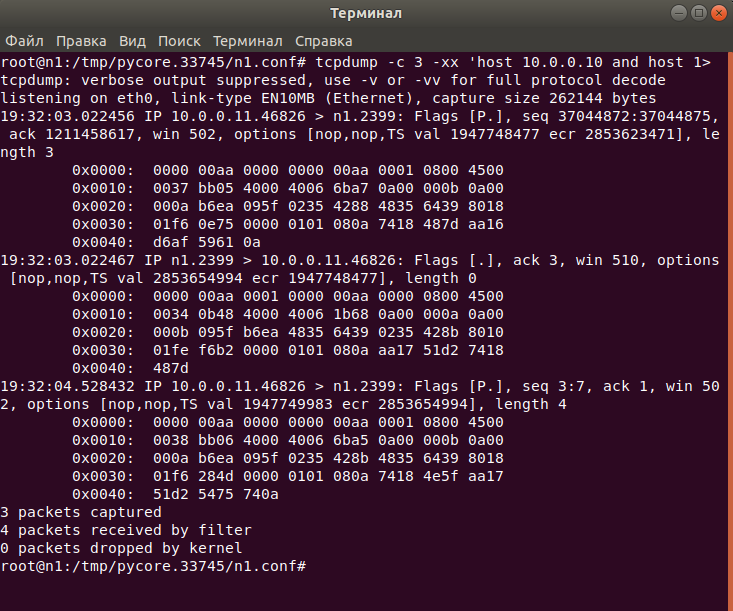 Терминал
Файл Правка Вид Поиск Терминал Справка
root@n1:/tmp/pycore.33745/n1.conf# tcpdump -c 3 -xx 'host 10.0.0.10 and host 1>
tcpdump: verbose output suppressed, use -v or -vv for full protocol decode
listening on eth0, link-type EN10MB (Ethernet), capture size 262144 bytes
19:32:03.022456 IP 10.0.0.11.46826 > n1.2399: Flags [P.], seq 37044872:37044875,
 ack 1211458617, win 502, options [nop,nop,TS val 1947748477 ecr 2853623471], le
ngth 3
        0x0000:  0000 00aa 0000 0000 00aa 0001 0800 4500
        0x0010:  0037 bb05 4000 4006 6ba7 0a00 000b 0a00
        0x0020:  000a b6ea 095f 0235 4288 4835 6439 8018
        0x0030:  01f6 0e75 0000 0101 080a 7418 487d aa16
        0x0040:  d6af 5961 0a
19:32:03.022467 IP n1.2399 > 10.0.0.11.46826: Flags [.], ack 3, win 510, options
 [nop,nop,TS val 2853654994 ecr 1947748477], length 0
        0x0000:  0000 00aa 0001 0000 00aa 0000 0800 4500
        0x0010:  0034 0b48 4000 4006 1b68 0a00 000a 0a00
        0x0020:  000b 095f b6ea 4835 6439 0235 428b 8010
        0x0030:  01fe f6b2 0000 0101 080a aa17 51d2 7418
        0x0040:  487d
19:32:04.528432 IP 10.0.0.11.46826 > n1.2399: Flags [P.], seq 3:7, ack 1, win 50
2, options [nop,nop,TS val 1947749983 ecr 2853654994], length 4
        0x0000:  0000 00aa 0000 0000 00aa 0001 0800 4500
        0x0010:  0038 bb06 4000 4006 6ba5 0a00 000b 0a00
        0x0020:  000a b6ea 095f 0235 428b 4835 6439 8018
        0x0030:  01f6 284d 0000 0101 080a 7418 4e5f aa17
        0x0040:  51d2 5475 740a
3 packets captured
4 packets received by filter
0 packets dropped by kernel
root@n1:/tmp/pycore.33745/n1.conf#